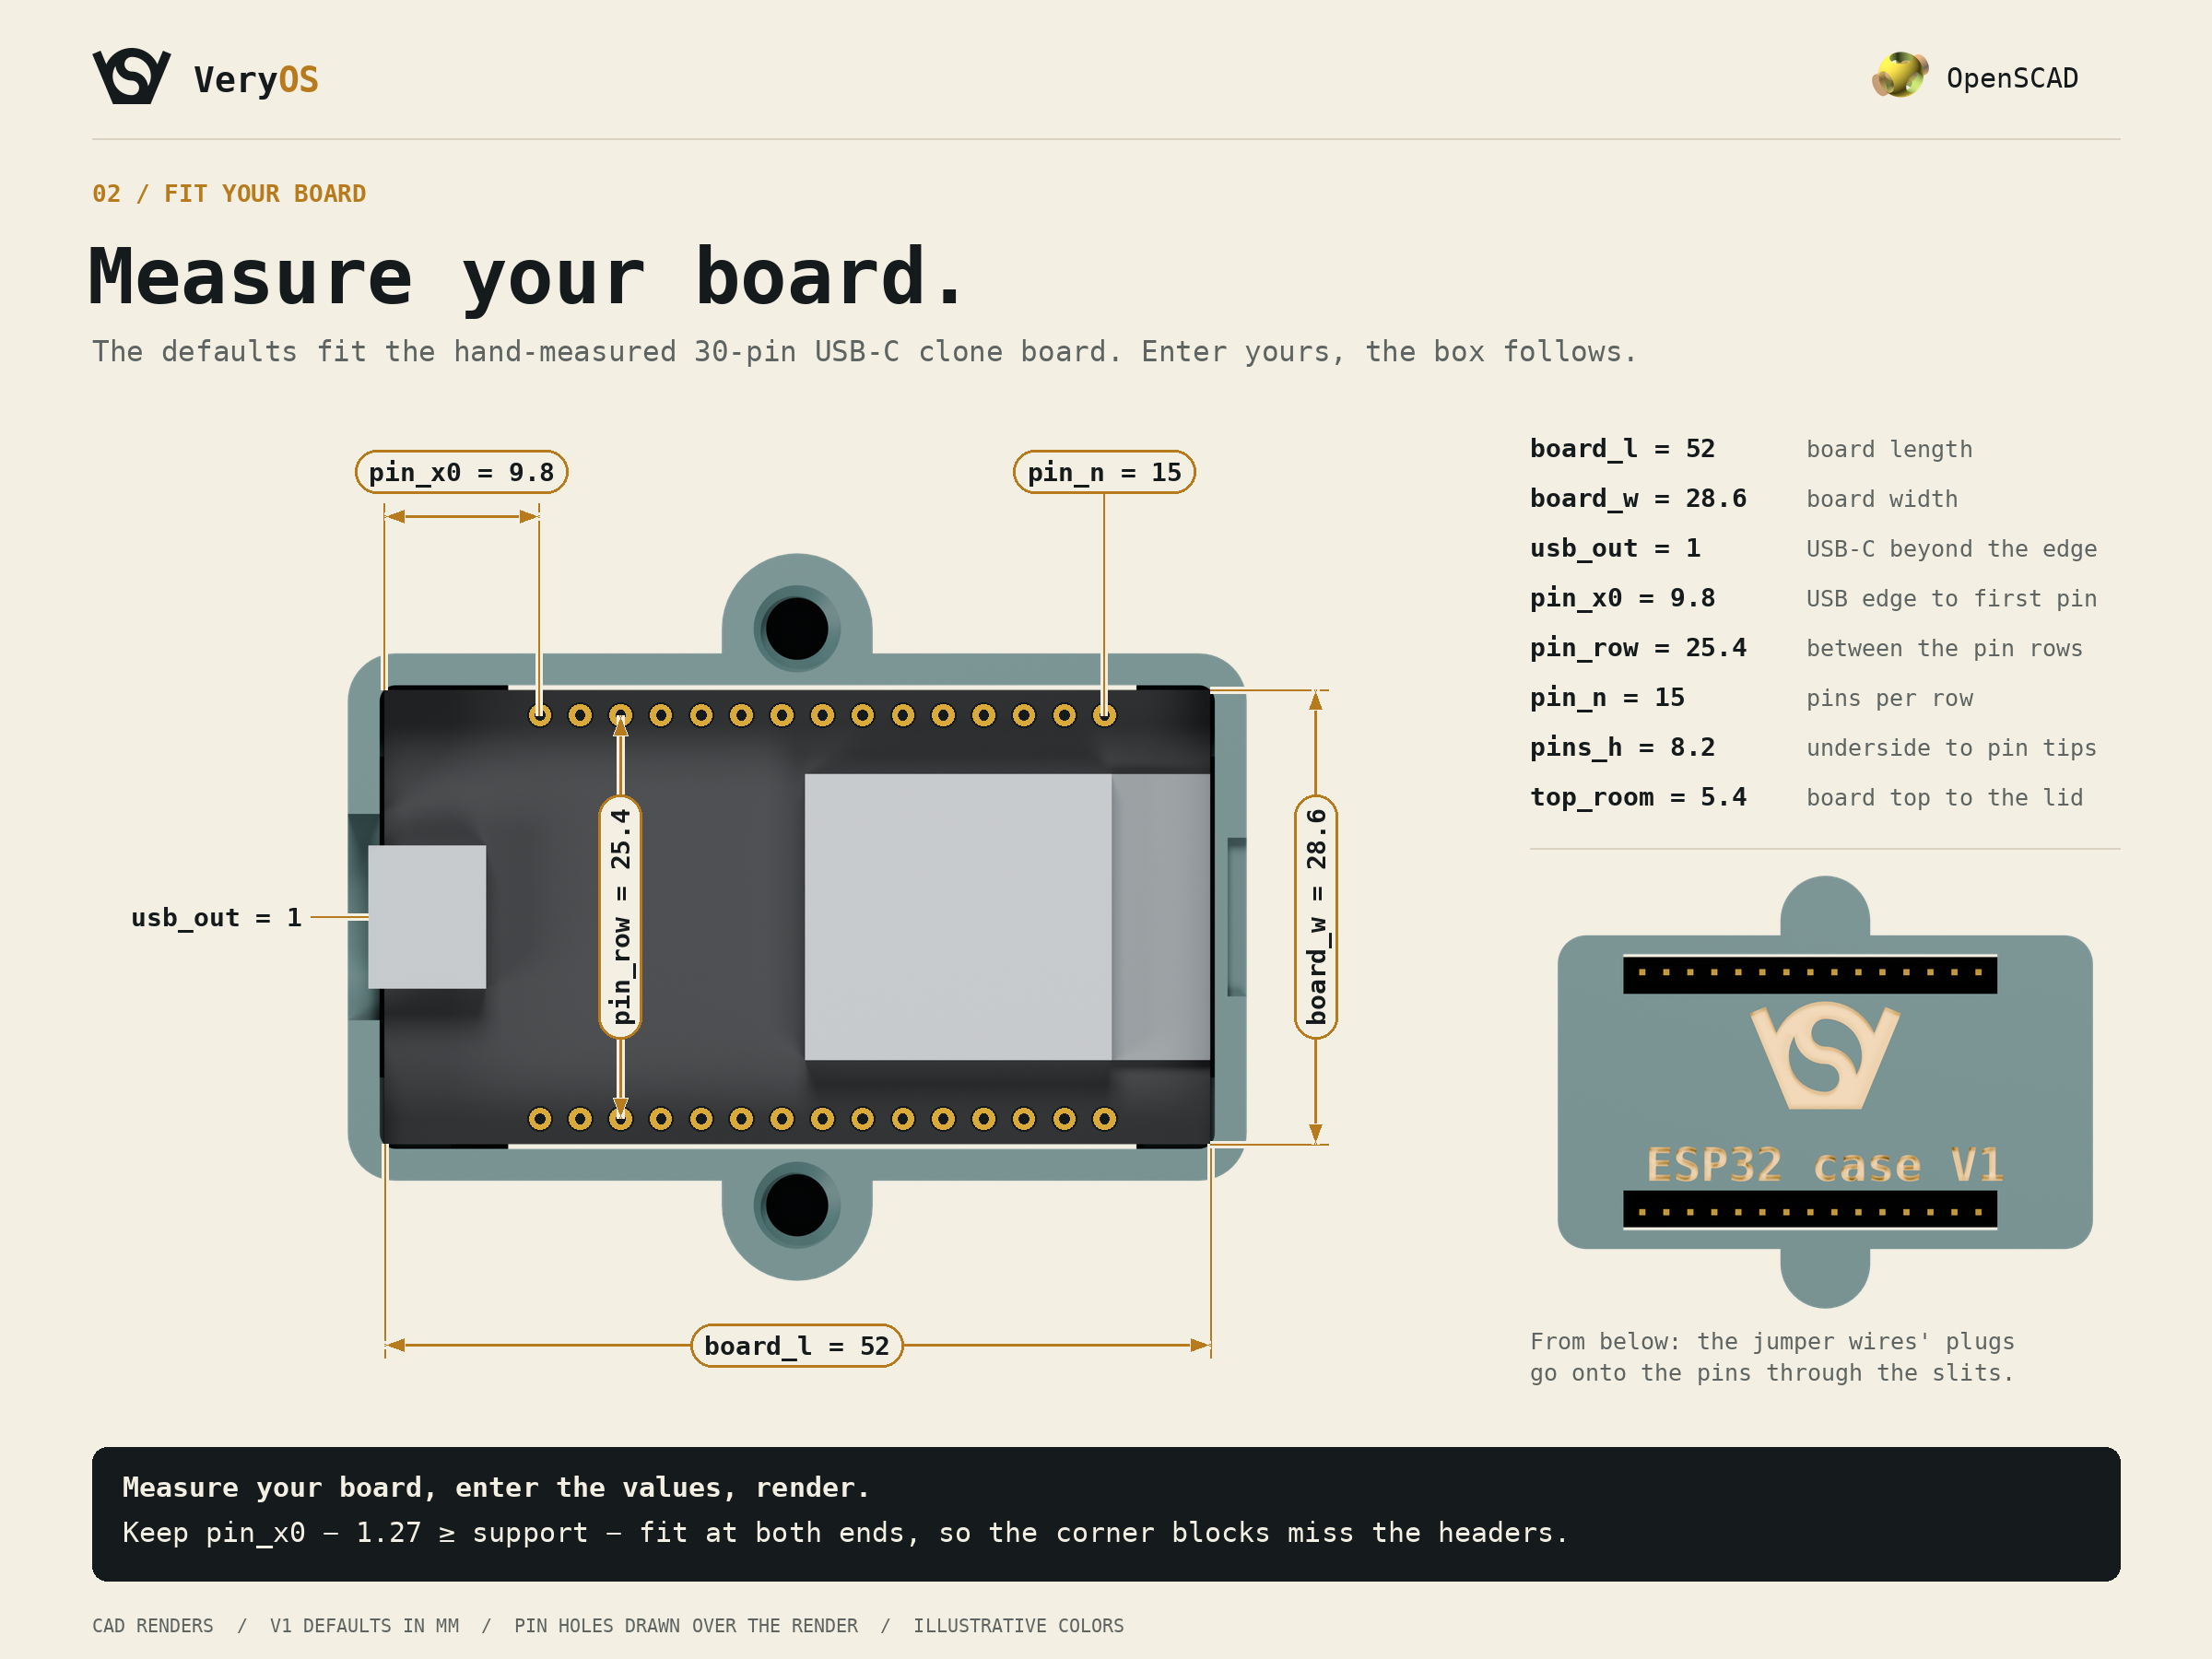 VeryOS
OpenSCAD
02 / FIT YOUR BOARD
Measure your board.
The defaults fit the hand-measured 30-pin USB-C clone board. Enter yours, the box follows.
pin_x0 = 9.8
pin_n = 15
usb_out = 1
pin_row = 25.4
board_w = 28.6
board_l = 52
board_l = 52 board length
board_w = 28.6 board width
usb_out = 1 USB-C beyond the edge
pin_x0 = 9.8 USB edge to first pin
pin_row = 25.4 between the pin rows
pin_n = 15 pins per row
pins_h = 8.2 underside to pin tips
top_room = 5.4 board top to the lid
ESP32 case V1
From below: the jumper wires' plugs
go onto the pins through the slits.
Measure your board, enter the values, render.
Keep pin_x0 − 1.27 ≥ support − fit at both ends, so the corner blocks miss the headers.
CAD RENDERS / V1 DEFAULTS IN MM / PIN HOLES DRAWN OVER THE RENDER / ILLUSTRATIVE COLORS